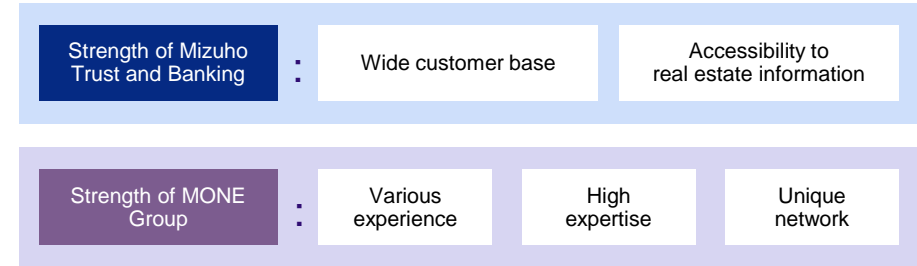 Strength of Mizuho
Trust and Banking
:
Wide customer base
Accessibility to
real estate information
Strength of MONE
Group
:
Various
experience
High
expertise
Unique
network